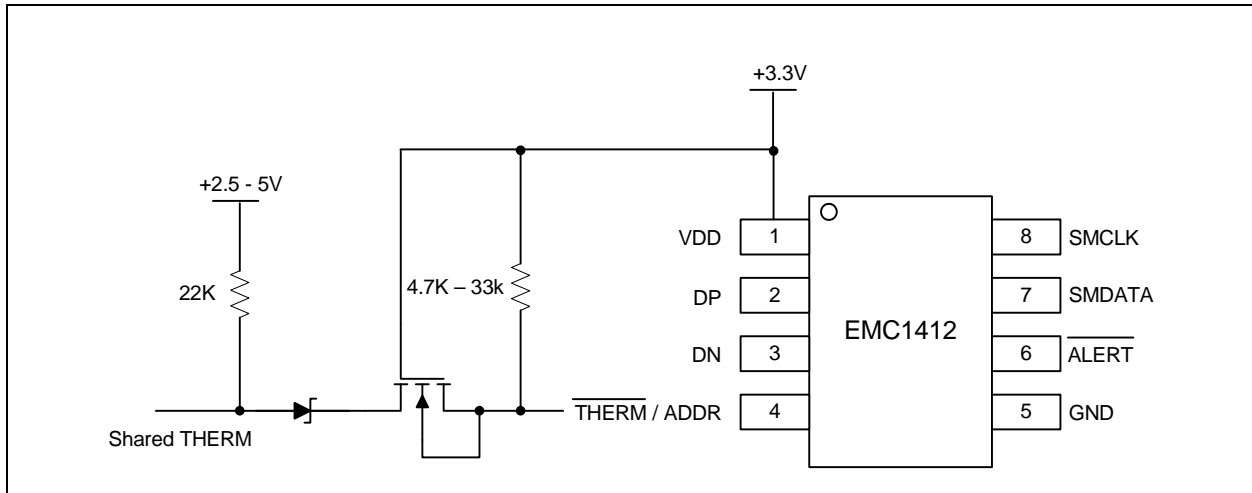 +3.3V
+2.5 - 5V
22K
4.7K – 33k
Shared THERM
THERM / ADDR
VDD 1
DP 2
DN 3
4
EMC1412
8 SMCLK
7 SMDATA
6 ALERT
5 GND